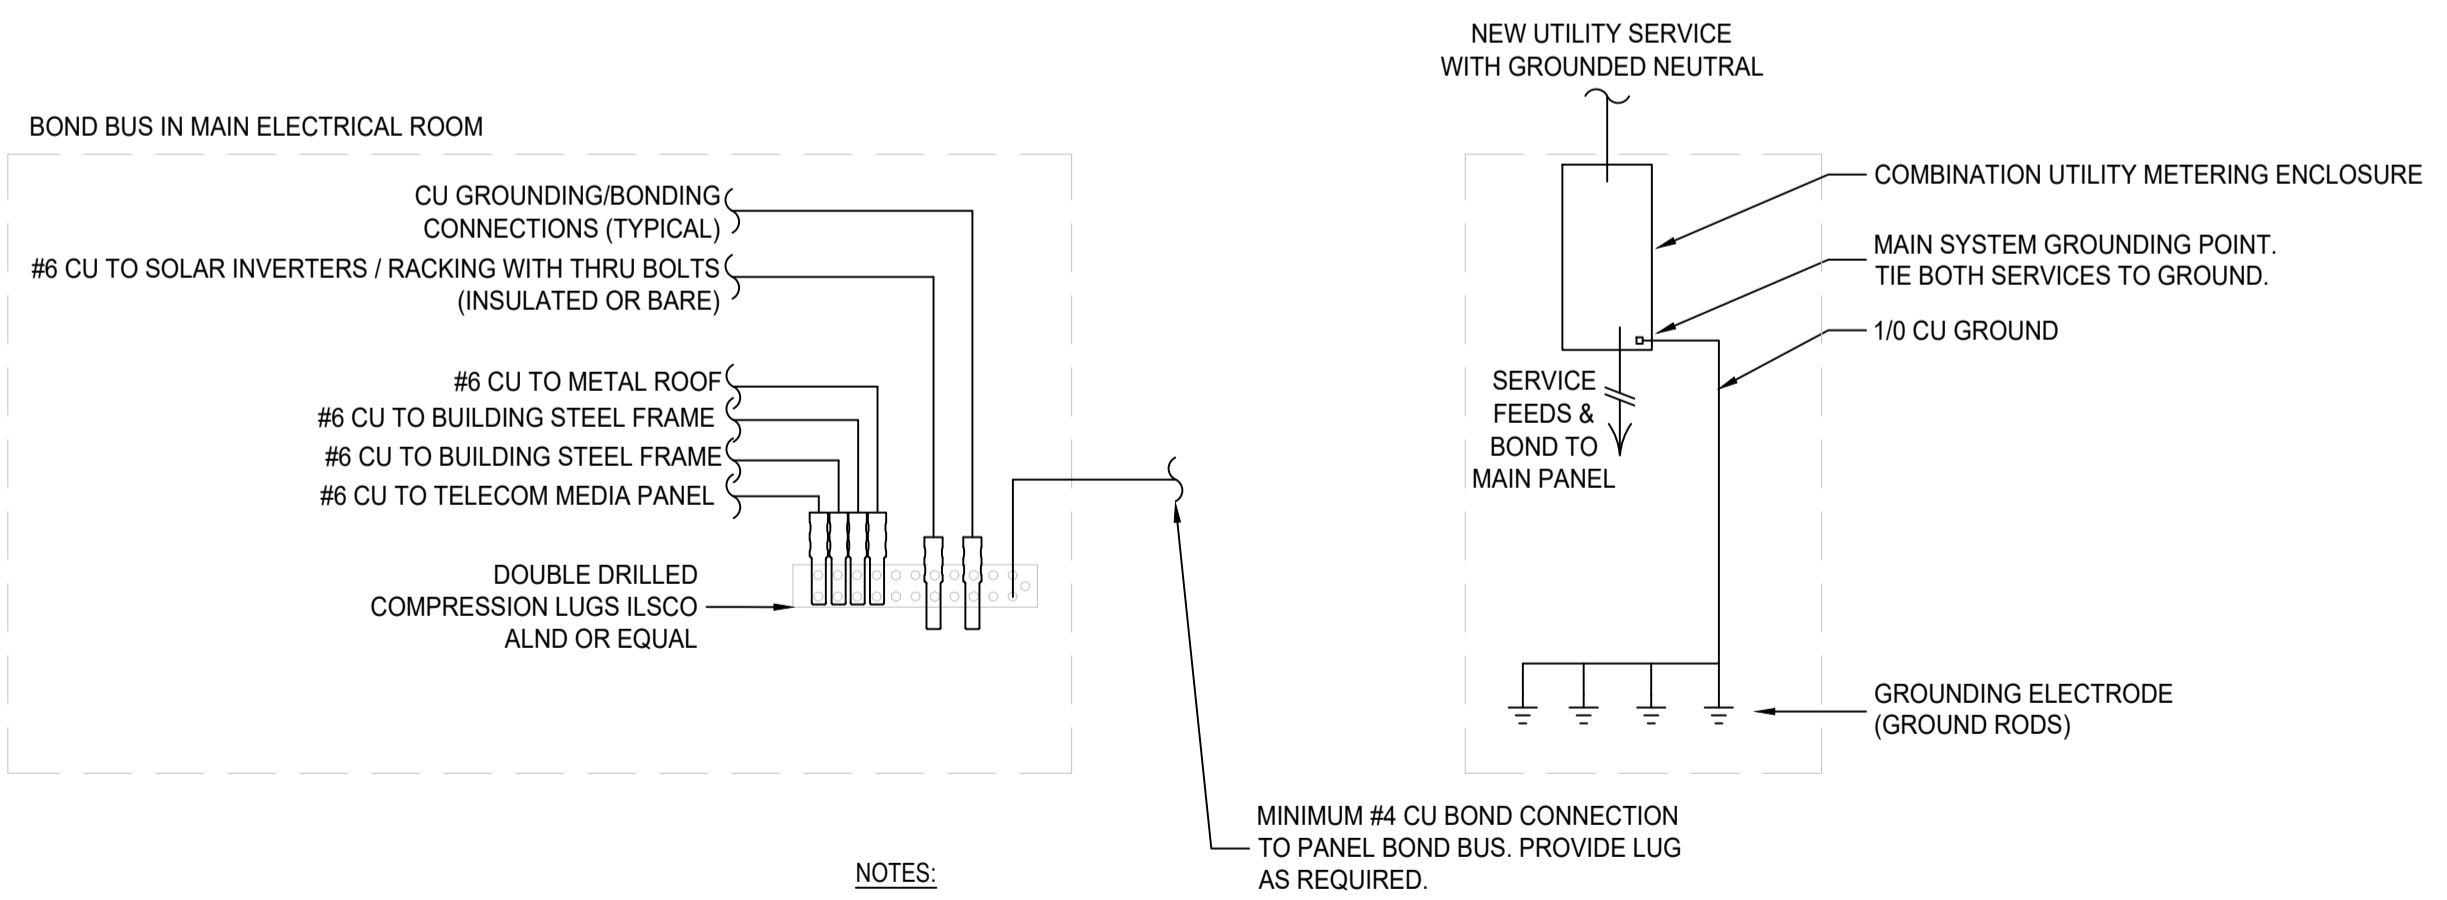 NEW UTILITY SERVICE
WITH GROUNDED NEUTRAL
BOND BUS IN MAIN ELECTRICAL ROOM
CU GROUNDING/BONDING
CONNECTIONS (TYPICAL)
#6 CU TO SOLAR INVERTERS / RACKING WITH THRU BOLTS
(INSULATED OR BARE)
#6 CU TO METAL ROOF
#6 CU TO BUILDING STEEL FRAME
#6 CU TO BUILDING STEEL FRAME
#6 CU TO TELECOM MEDIA PANEL
DOUBLE DRILLED
COMPRESSION LUGS ILSCO
ALND OR EQUAL
COMBINATION UTILITY METERING ENCLOSURE
MAIN SYSTEM GROUNDING POINT.
TIE BOTH SERVICES TO GROUND.
1/0 CU GROUND
SERVICE
FEEDS &
BOND TO
MAIN PANEL
GROUNDING ELECTRODE
(GROUND RODS)
MINIMUM #4 CU BOND CONNECTION
TO PANEL BOND BUS. PROVIDE LUG
AS REQUIRED.
NOTES: